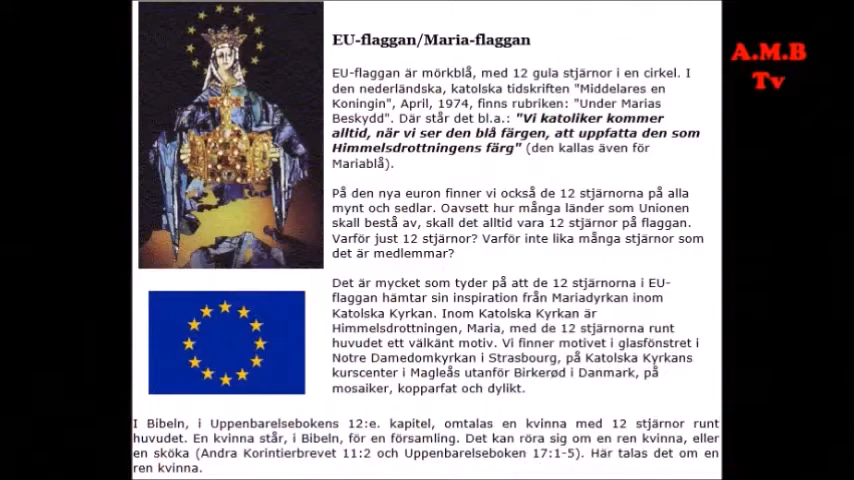 EU-flaggan/Maria-flaggan
A.M.B
Tv
EU-flaggan är mörkblå, med 12 gula stjärnor i en cirkel. I
den nederländska, katolska tidskriften "Middelares en
Koningin", April, 1974, finns rubriken: "Under Marias
Beskydd". Där står det bl.a.: "Vi katoliker kommer
alltid, när vi ser den blå färgen, att uppfatta den som
Himmelsdrottningens färg" (den kallas även för
Mariablå).
På den nya euron finner vi också de 12 stjärnorna på alla
mynt och sedlar. Oavsett hur många länder som Unionen
skall bestå av, skall det alltid vara 12 stjärnor på flaggan.
Varför just 12 stjärnor? Varför inte lika många stjärnor som
det är medlemmar?
Det är mycket som tyder på att de 12 stjärnorna i EU-
flaggan hämtar sin inspiration från Mariadyrkan inom
Katolska Kyrkan. Inom Katolska Kyrkan är
Himmelsdrottningen, Maria, med de 12 stjärnorna runt
huvudet ett välkänt motiv. Vi finner motivet i glasfönstret i
Notre Damedomkyrkan i Strasbourg, på Katolska Kyrkans
kurscenter i Magleås utanför Birkerød i Danmark, på
mosaiker, kopparfat och dylikt.
I Bibeln, i Uppenbarelsebokens 12:e. kapitel, omtalas en kvinna med 12 stjärnor runt
huvudet. En kvinna står, i Bibeln, för en församling. Det kan röra sig om en ren kvinna, eller
en sköka (Andra Korintierbrevet 11:2 och Uppenbarelseboken 17:1-5). Här talas det om en
ren kvinna.